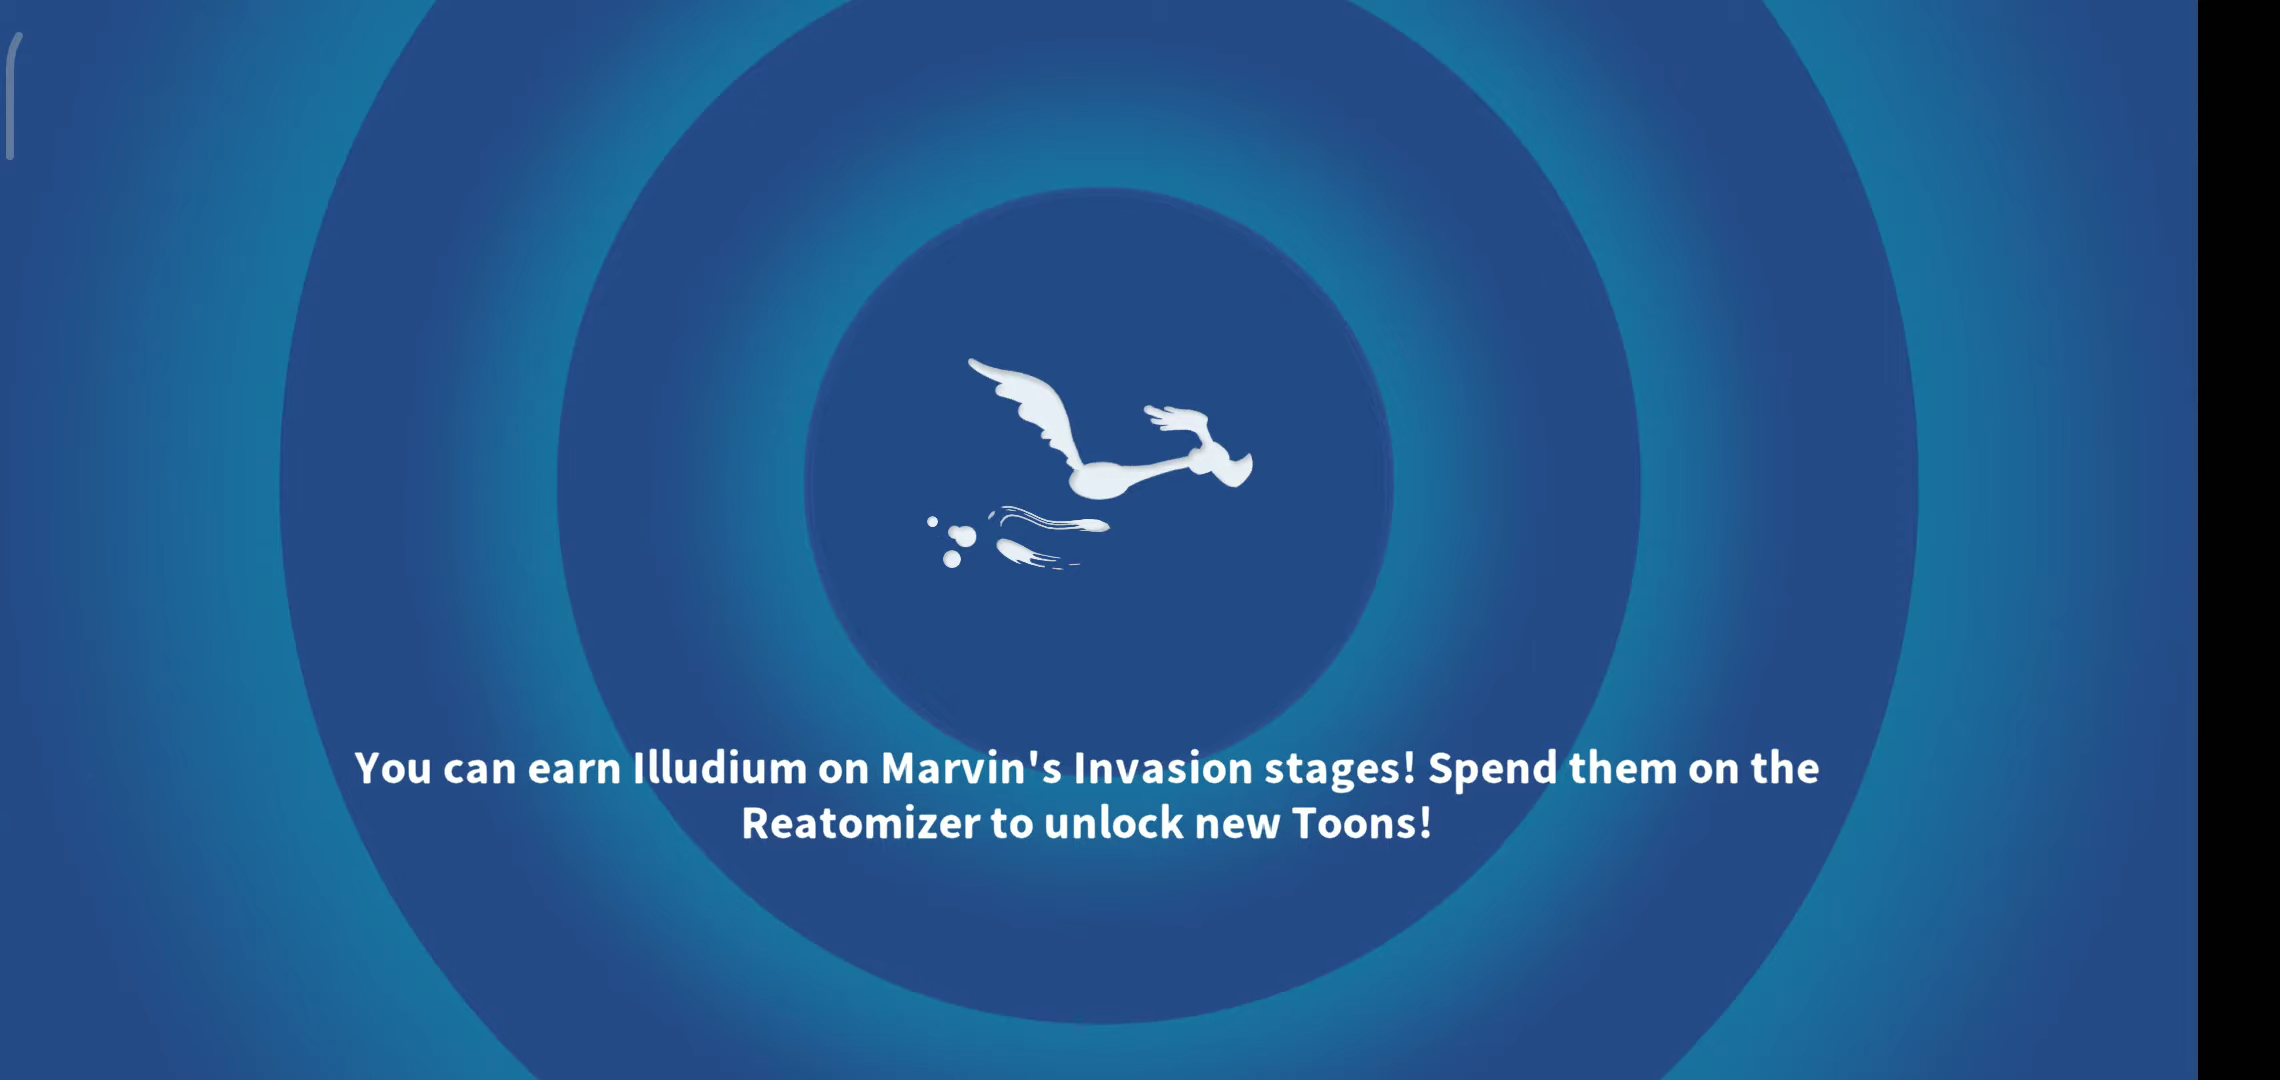 You can earn Illudium on Marvin's Invasion stages! Spend them on the
Reatomizer to unlock new Toons!